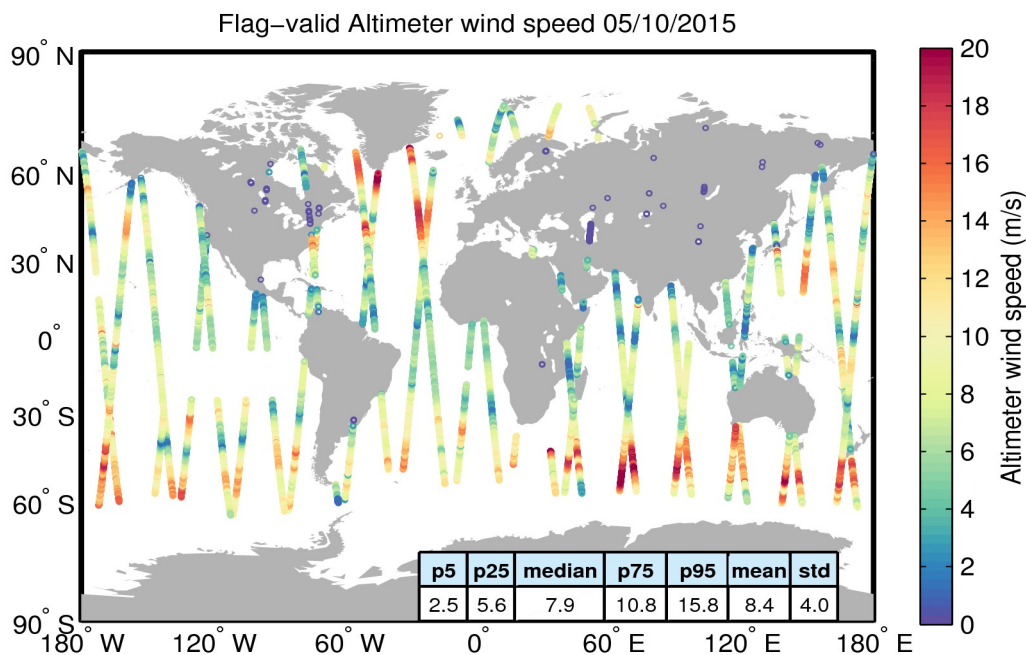 Flag−valid Altimeter wind speed 05/10/2015
90° N
60° N
30° N
0°
30° S
60° S
90° S
180° W
120° W
60° W
0°
60° E
120° E
180° E
p5 p25 median p75 p95 mean std
2.5 5.6 7.9 10.8 15.8 8.4 4.0
20
18
16
14
12
10
8
6
4
2
0
Altimeter wind speed (m/s)